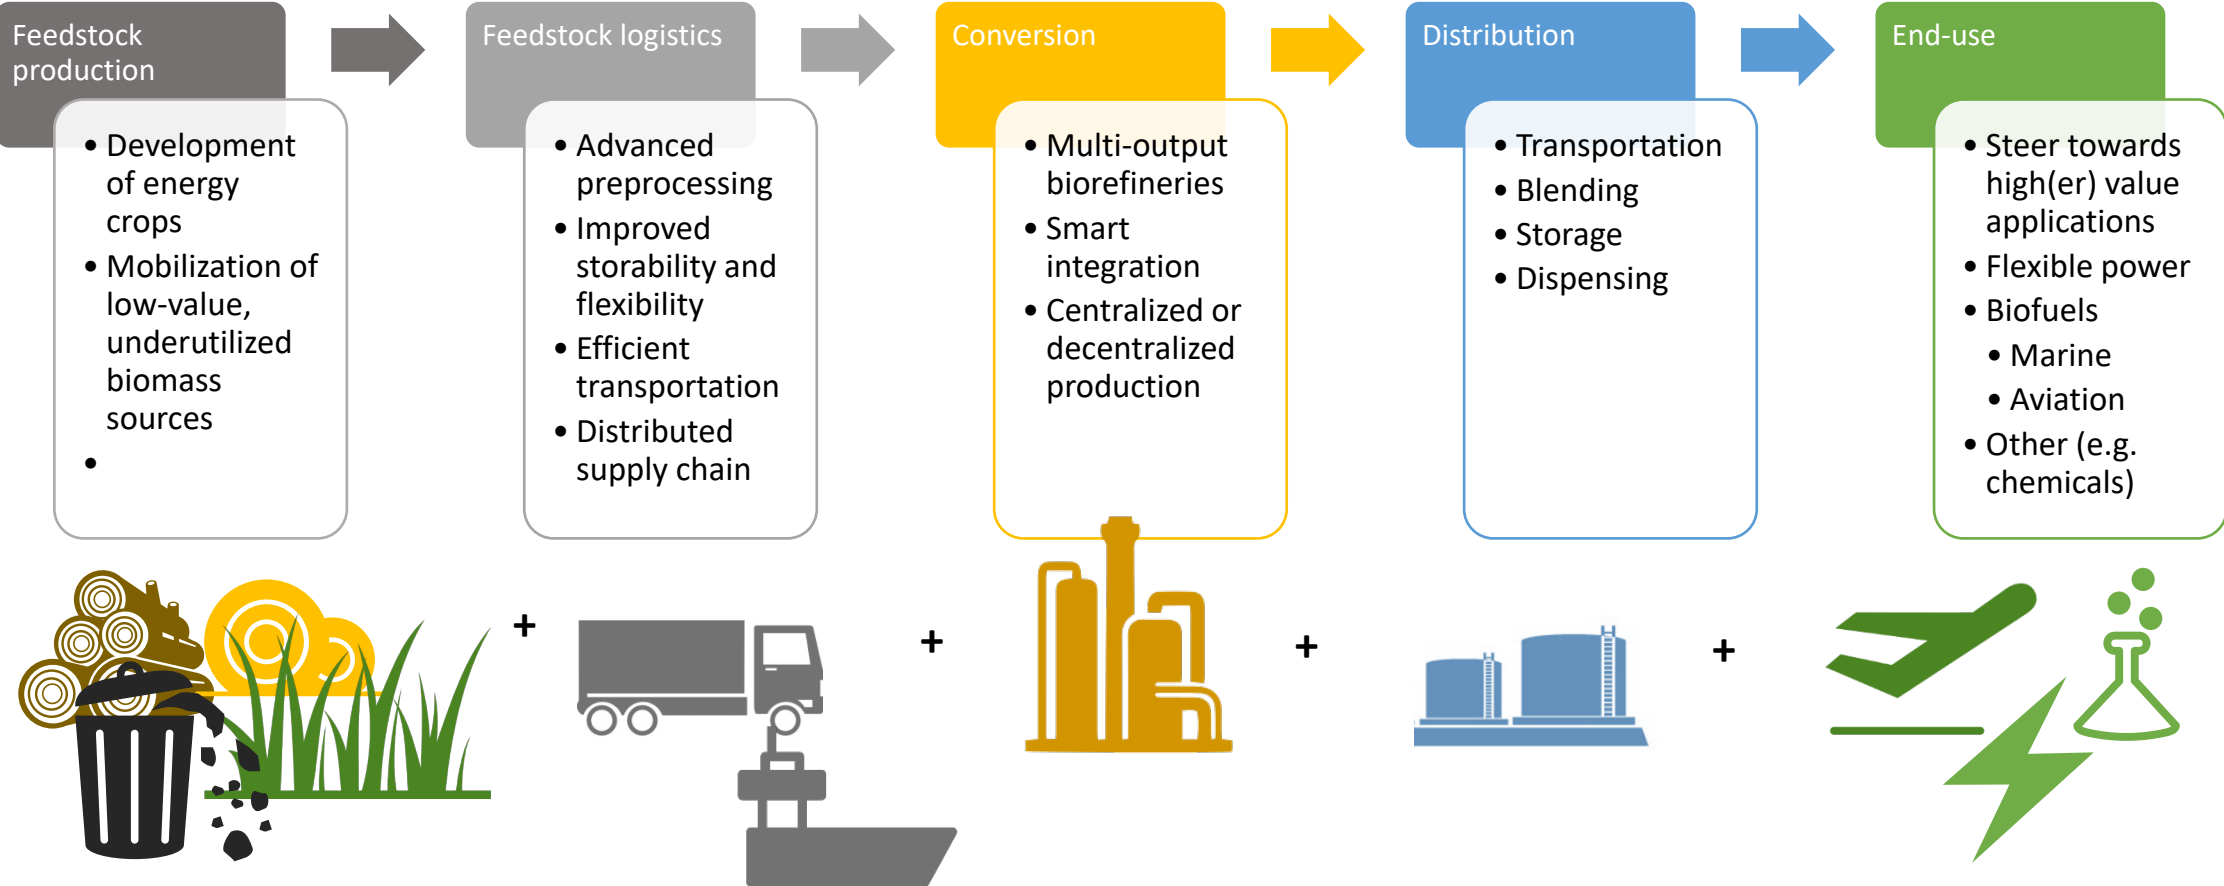 Feedstock
production
• Development
of energy
crops
• Mobilization of
low-value,
underutilized
biomass
sources
•
Feedstock logistics
• Advanced
preprocessing
• Improved
storability and
flexibility
• Efficient
transportation
• Distributed
supply chain
Conversion
• Multi-output
biorefineries
• Smart
integration
• Centralized or
decentralized
production
Distribution
• Transportation
• Blending
• Storage
• Dispensing
End-use
• Steer towards
high(er) value
applications
• Flexible power
• Biofuels
• Marine
• Aviation
• Other (e.g.
chemicals)
+
+
+
+